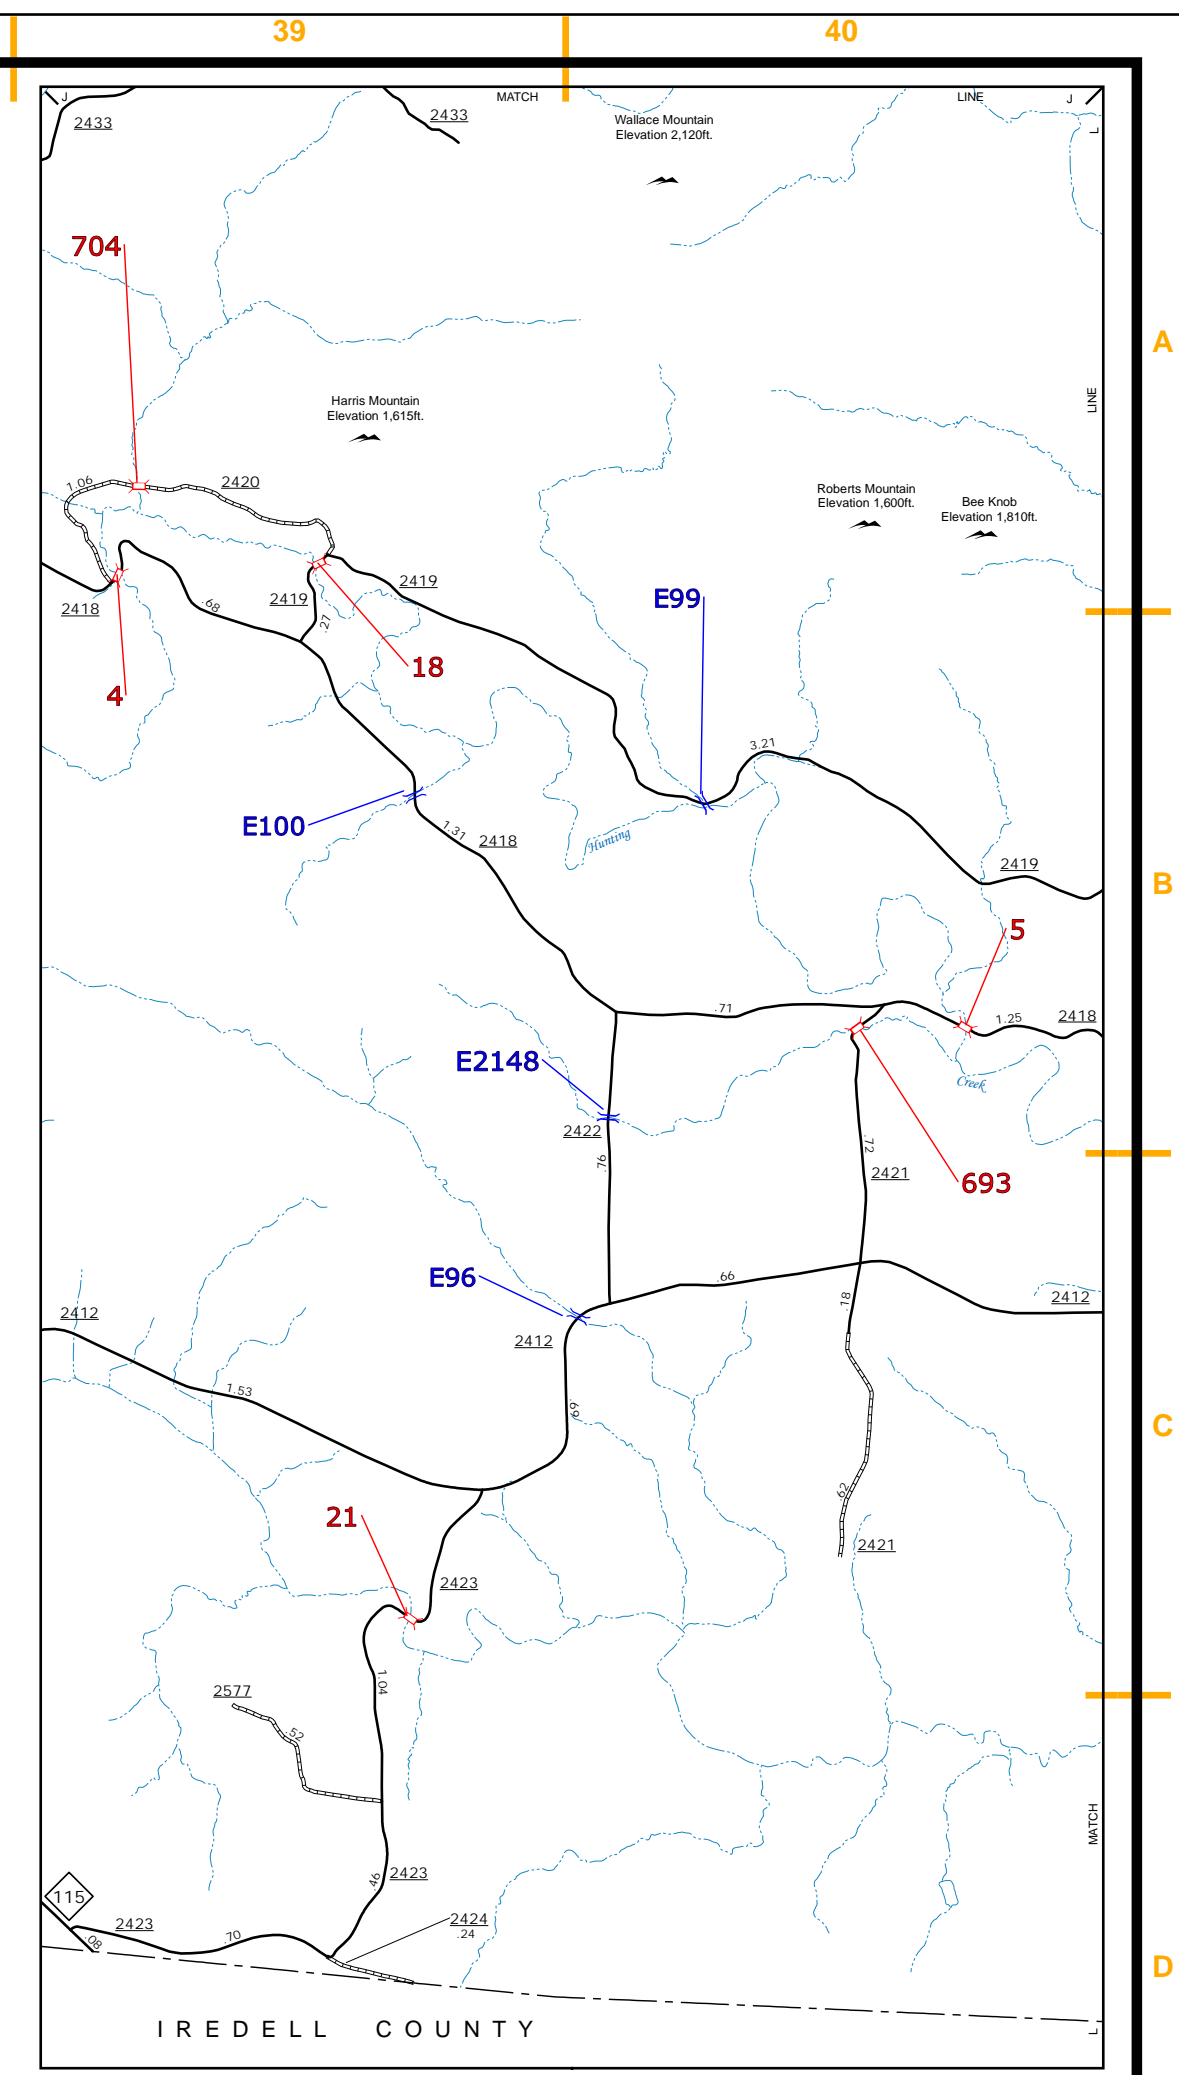 39
40
J
MATCH
LINE
J
L
2433
2433
Wallace Mountain
Elevation 2,120ft.
704
A
LINE
Harris Mountain
Elevation 1,615ft.
1.06
2420
Roberts Mountain
Elevation 1,600ft.
Bee Knob
Elevation 1,810ft.
2419
2418
.68
2419
.27
E99
18
4
3.21
E100
1.31
2418
Hunting
2419
B
5
.71
1.25
2418
E2148
Creek
2422
.76
.72
2421
693
E96
.66
2412
2412
.18
2412
1.53
.69
C
.62
21
2421
2423
1.04
2577
.52
MATCH
.46
2423
115
2423
2424
.24
.70
.08
D
IREDELL COUNTY
L